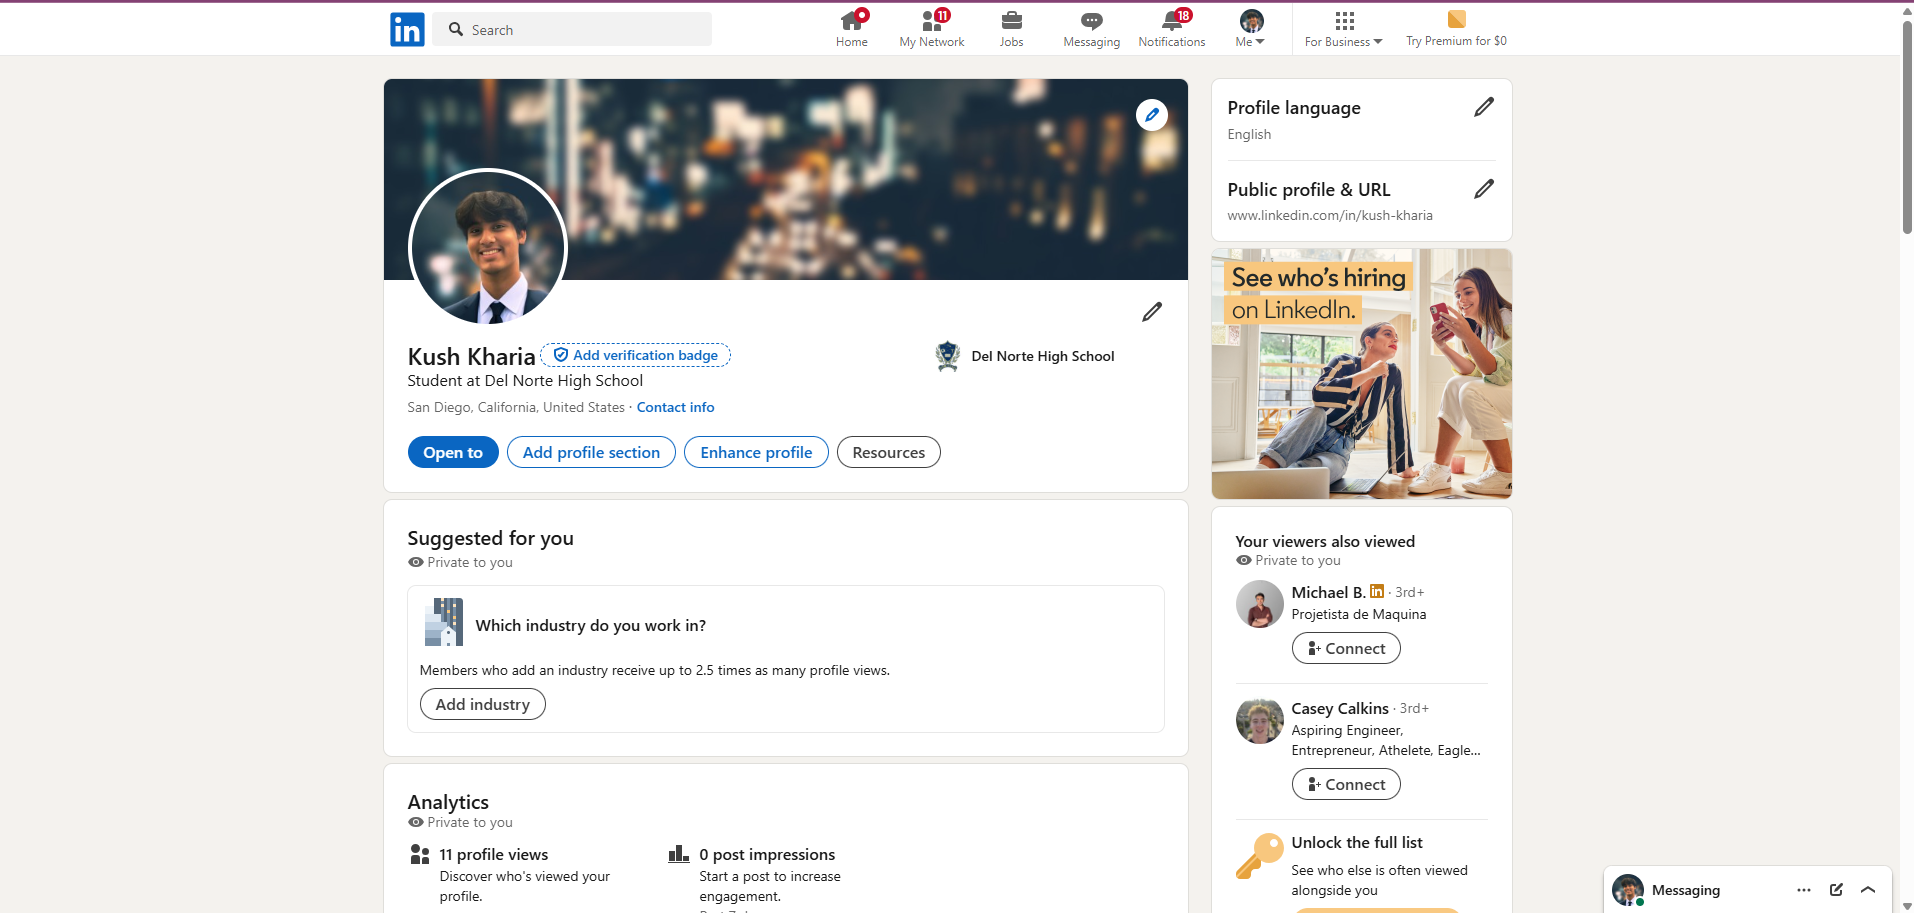 in
Search
Home
11
My Network
Jobs
Messaging
18
Notifications
Me
For Business
Try Premium for $0
Kush Kharia
Add verification badge
Student at Del Norte High School
San Diego, California, United States · Contact info
Del Norte High School
Open to
Add profile section
Enhance profile
Resources
Suggested for you
Private to you
Which industry do you work in?
Members who add an industry receive up to 2.5 times as many profile views.
Add industry
Analytics
Private to you
11 profile views
Discover who's viewed your
profile.
0 post impressions
Start a post to increase
engagement.
Profile language
English
Public profile & URL
www.linkedin.com/in/kush-kharia
See who's hiring
on LinkedIn.
Your viewers also viewed
Private to you
Michael B. in · 3rd+
Projetista de Maquina
Connect
Casey Calkins · 3rd+
Aspiring Engineer,
Entrepreneur, Athelete, Eagle...
Connect
Unlock the full list
See who else is often viewed
alongside you
Messaging